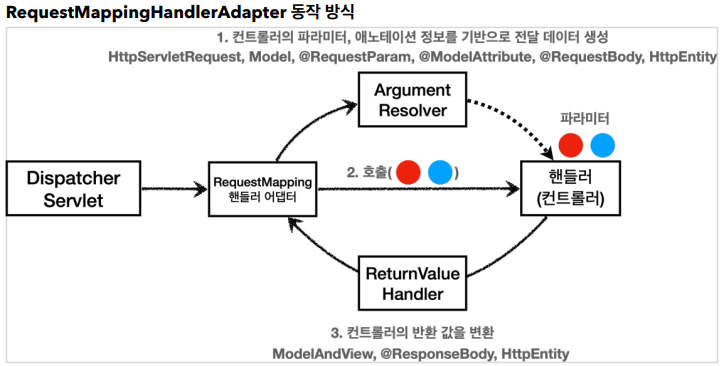 RequestMappingHandlerAdapter 동작 방식
1. 컨트롤러의 파라미터, 애노테이션 정보를 기반으로 전달 데이터 생성
HttpServletRequest, Model, @RequestParam, @ModelAttribute, @RequestBody, HttpEntity
Argument
Resolver
파라미터
Dispatcher
Servlet
RequestMapping
핸들러 어댑터
2. 호출( )
핸들러
(컨트롤러)
ReturnValue
Handler
3. 컨트롤러의 반환 값을 변환
ModelAndView, @ResponseBody, HttpEntity